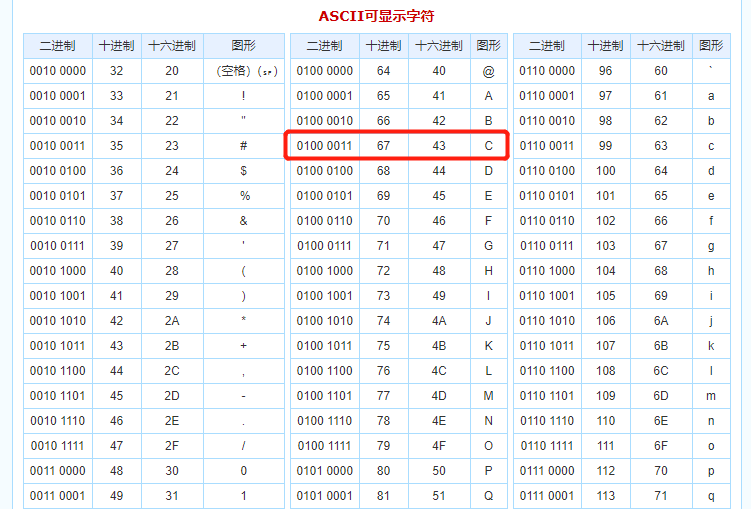 ASCII可显示字符
二进制 十进制 十六进制 图形 二进制 十进制 十六进制 图形 二进制 十进制 十六进制 图形
0010 0000 32 20 (空格)(␠) 0100 0000 64 40 @ 0110 0000 96 60 `
0010 0001 33 21 ! 0100 0001 65 41 A 0110 0001 97 61 a
0010 0010 34 22 " 0100 0010 66 42 B 0110 0010 98 62 b
0010 0011 35 23 # 0100 0011 67 43 C 0110 0011 99 63 c
0010 0100 36 24 $ 0100 0100 68 44 D 0110 0100 100 64 d
0010 0101 37 25 % 0100 0101 69 45 E 0110 0101 101 65 e
0010 0110 38 26 & 0100 0110 70 46 F 0110 0110 102 66 f
0010 0111 39 27 ' 0100 0111 71 47 G 0110 0111 103 67 g
0010 1000 40 28 ( 0100 1000 72 48 H 0110 1000 104 68 h
0010 1001 41 29 ) 0100 1001 73 49 I 0110 1001 105 69 i
0010 1010 42 2A * 0100 1010 74 4A J 0110 1010 106 6A j
0010 1011 43 2B + 0100 1011 75 4B K 0110 1011 107 6B k
0010 1100 44 2C , 0100 1100 76 4C L 0110 1100 108 6C l
0010 1101 45 2D - 0100 1101 77 4D M 0110 1101 109 6D m
0010 1110 46 2E . 0100 1110 78 4E N 0110 1110 110 6E n
0010 1111 47 2F / 0100 1111 79 4F O 0110 1111 111 6F o
0011 0000 48 30 0 0101 0000 80 50 P 0111 0000 112 70 p
0011 0001 49 31 1 0101 0001 81 51 Q 0111 0001 113 71 q